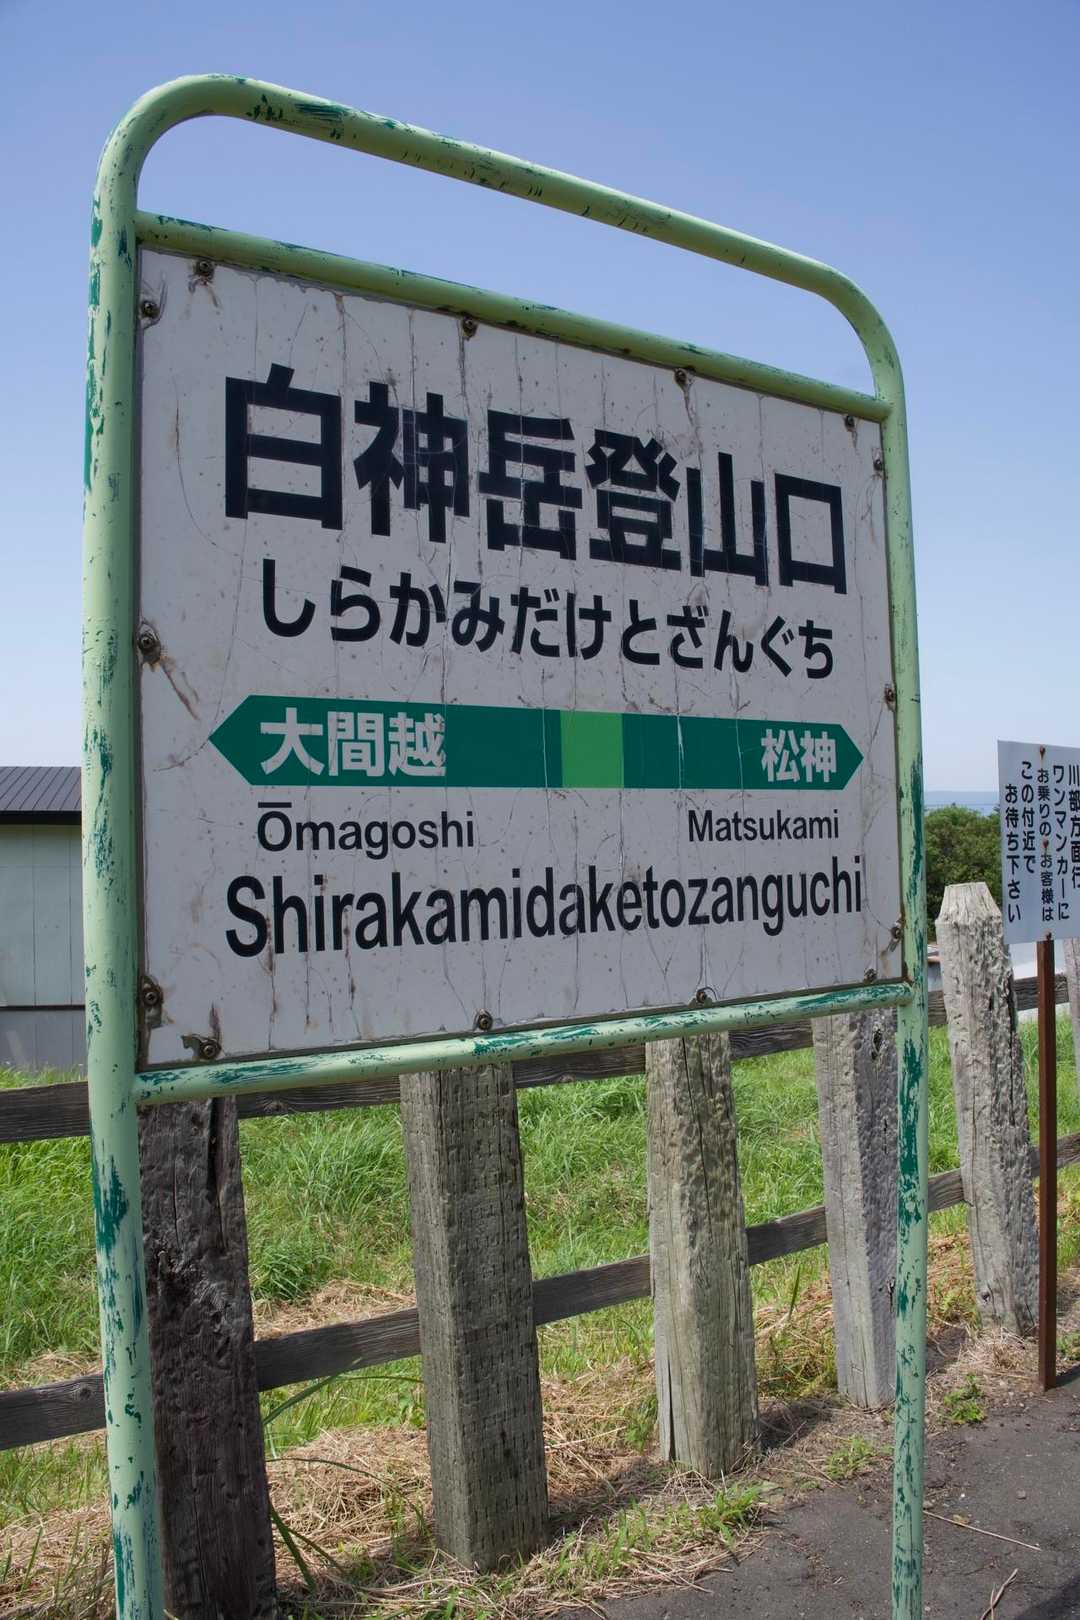 白神岳登山口
しらかみだけとざんぐち
大間越 松神
Ōmagoshi Matsukami
Shirakamidaketozanguchi
川部方面行
ワンマンカーに
お乗りのお客様は
この付近で
お待ち下さい